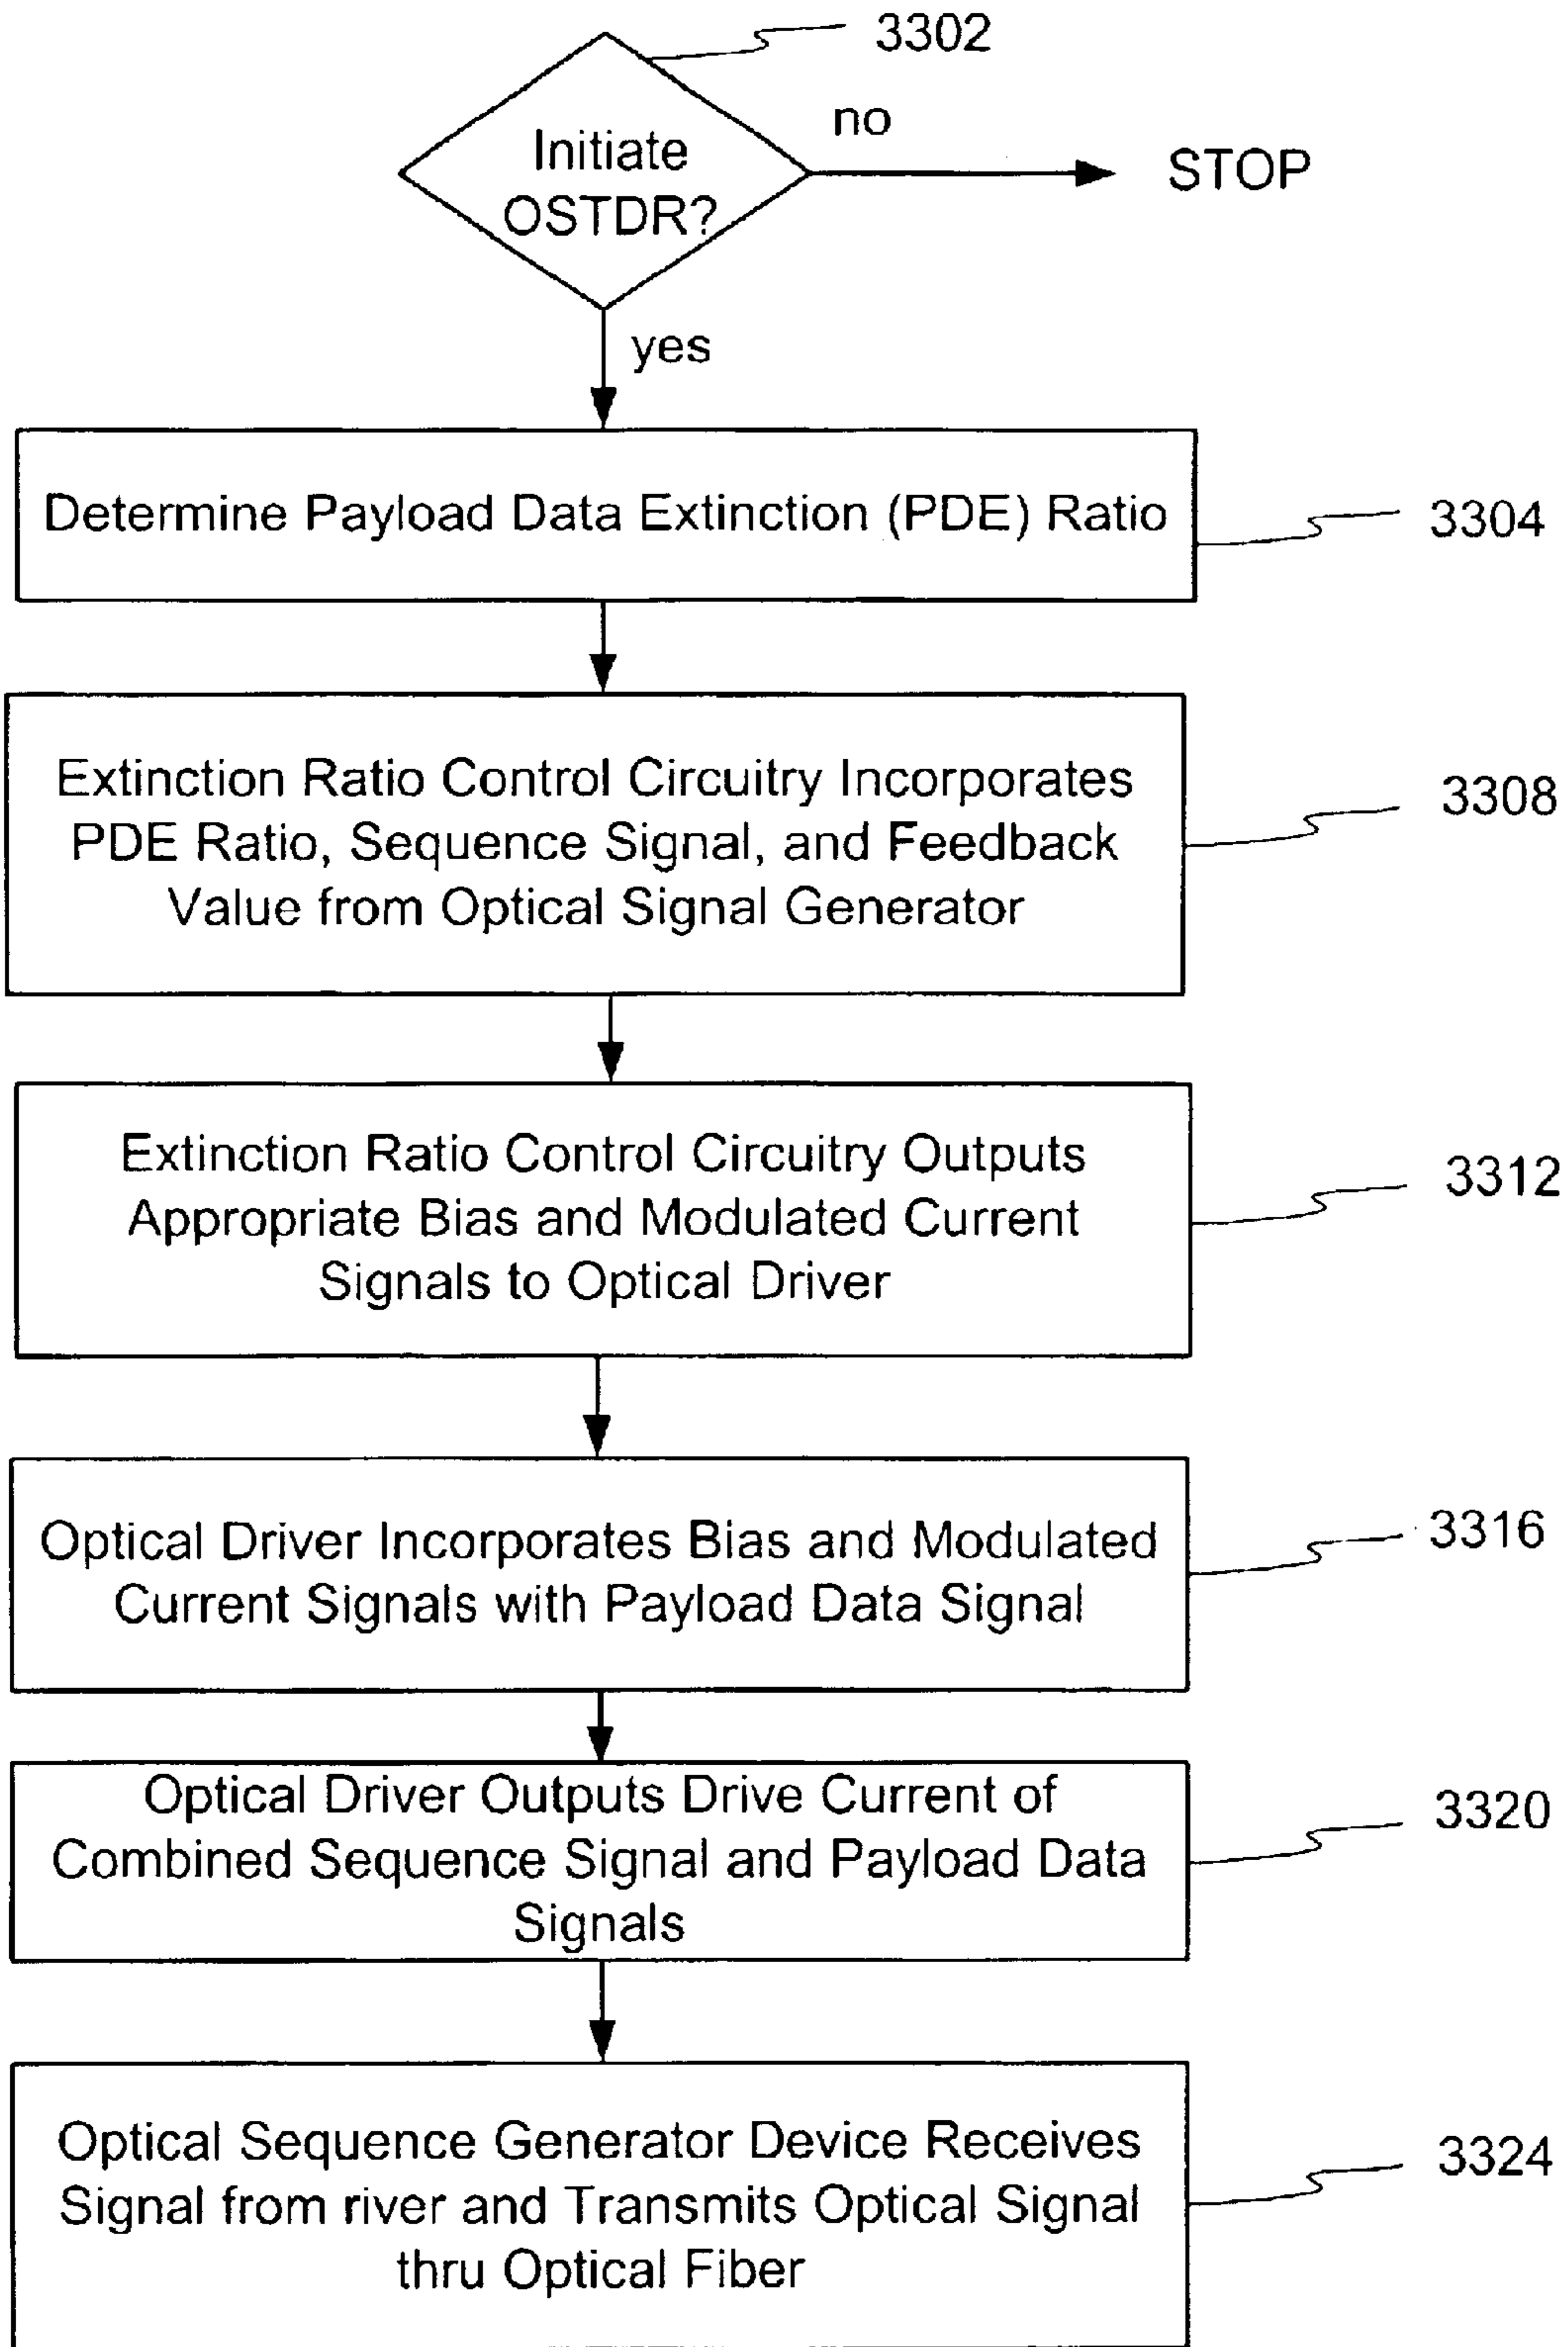 3302
no
Initiate
OSTDR?
STOP
yes
Determine Payload Data Extinction (PDE) Ratio
3304
Extinction Ratio Control Circuitry Incorporates
PDE Ratio, Sequence Signal, and Feedback
Value from Optical Signal Generator
3308
Extinction Ratio Control Circuitry Outputs
Appropriate Bias and Modulated Current
Signals to Optical Driver
3312
Optical Driver Incorporates Bias and Modulated
Current Signals with Payload Data Signal
3316
Optical Driver Outputs Drive Current of
Combined Sequence Signal and Payload Data
Signals
3320
Optical Sequence Generator Device Receives
Signal from river and Transmits Optical Signal
thru Optical Fiber
3324